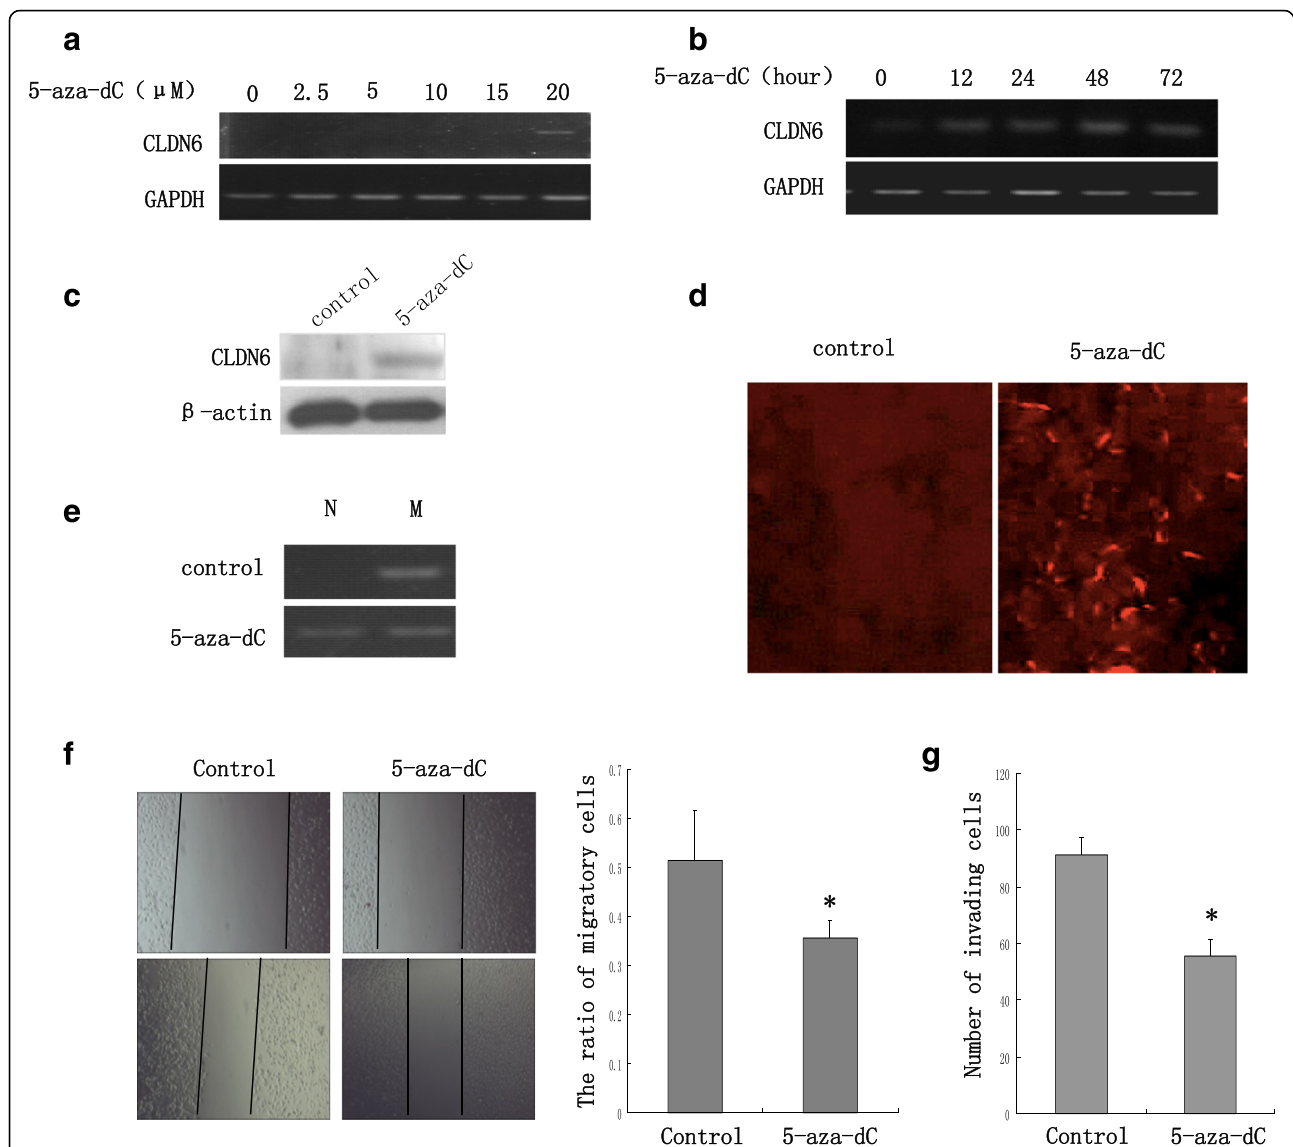 a
5-aza-dC (μM) 0 2.5 5 10 15 20
CLDN6
GAPDH
b
5-aza-dC (hour) 0 12 24 48 72
CLDN6
GAPDH
c
control 5-aza-dC
CLDN6
β-actin
d
control 5-aza-dC
e
N M
control
5-aza-dC
f
Control 5-aza-dC
The ratio of migratory cells
0.7
0.6
0.5
0.4
0.3
0.2
0.1
0
*
Control 5-aza-dC
g
Number of invading cells
120
100
80
60
40
20
0
*
Control 5-aza-dC